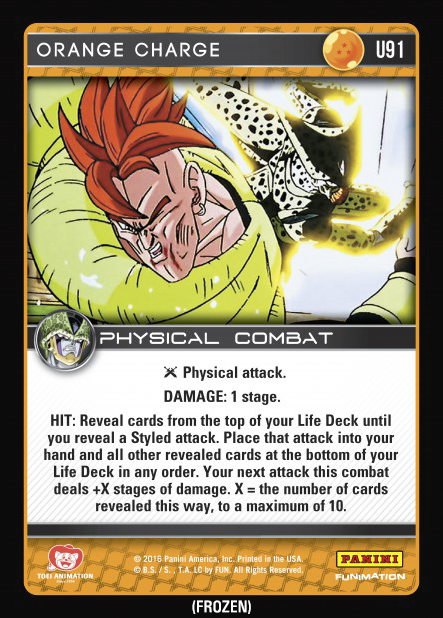 ORANGE CHARGE
U91
PHYSICAL COMBAT
Physical attack.
DAMAGE: 1 stage.
HIT: Reveal cards from the top of your Life Deck until
you reveal a Styled attack. Place that attack into your
hand and all other revealed cards at the bottom of your
Life Deck in any order. Your next attack this combat
deals +X stages of damage. X = the number of cards
revealed this way, to a maximum of 10.
TOEI ANIMATION
© 2016 Panini America, Inc. Printed in the USA.
© B.S. / S. , T.A. LC by FUN. All Rights Reserved.
PANINI
FUNIMATION
(FROZEN)